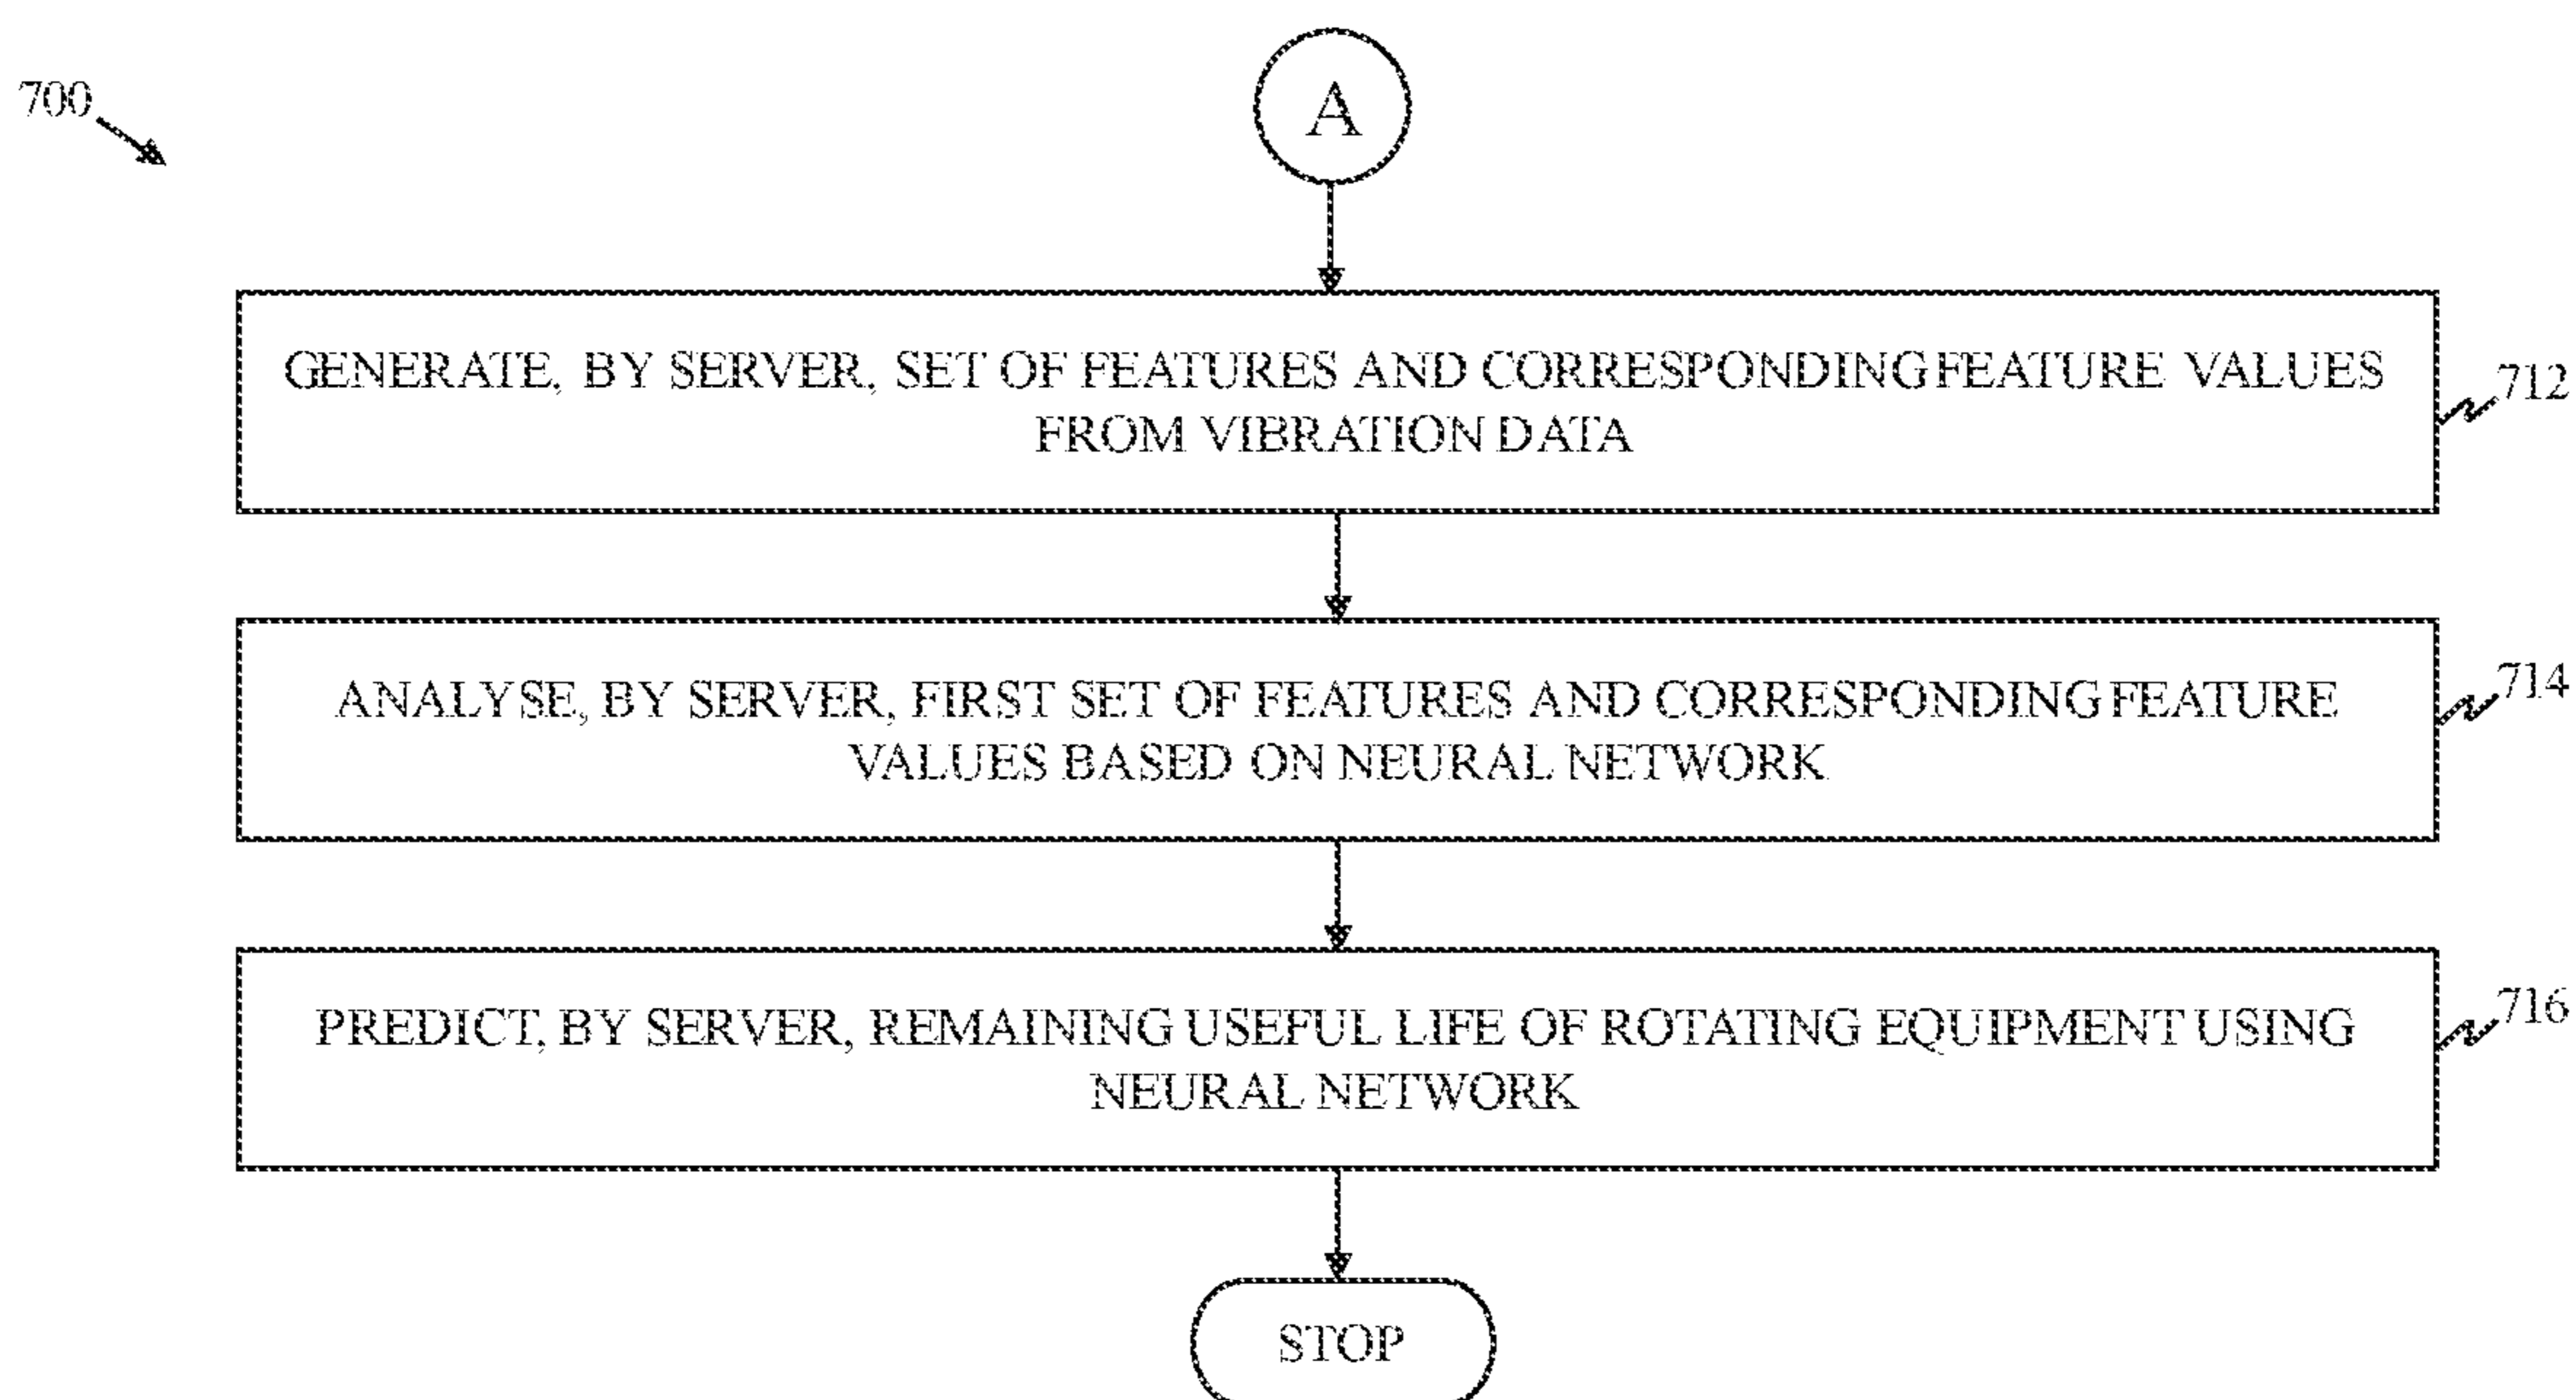 700
A
GENERATE, BY SERVER, SET OF FEATURES AND CORRESPONDING FEATURE VALUES
FROM VIBRATION DATA
712
ANALYSE, BY SERVER, FIRST SET OF FEATURES AND CORRESPONDING FEATURE
VALUES BASED ON NEURAL NETWORK
714
PREDICT, BY SERVER, REMAINING USEFUL LIFE OF ROTATING EQUIPMENT USING
NEURAL NETWORK
716
STOP